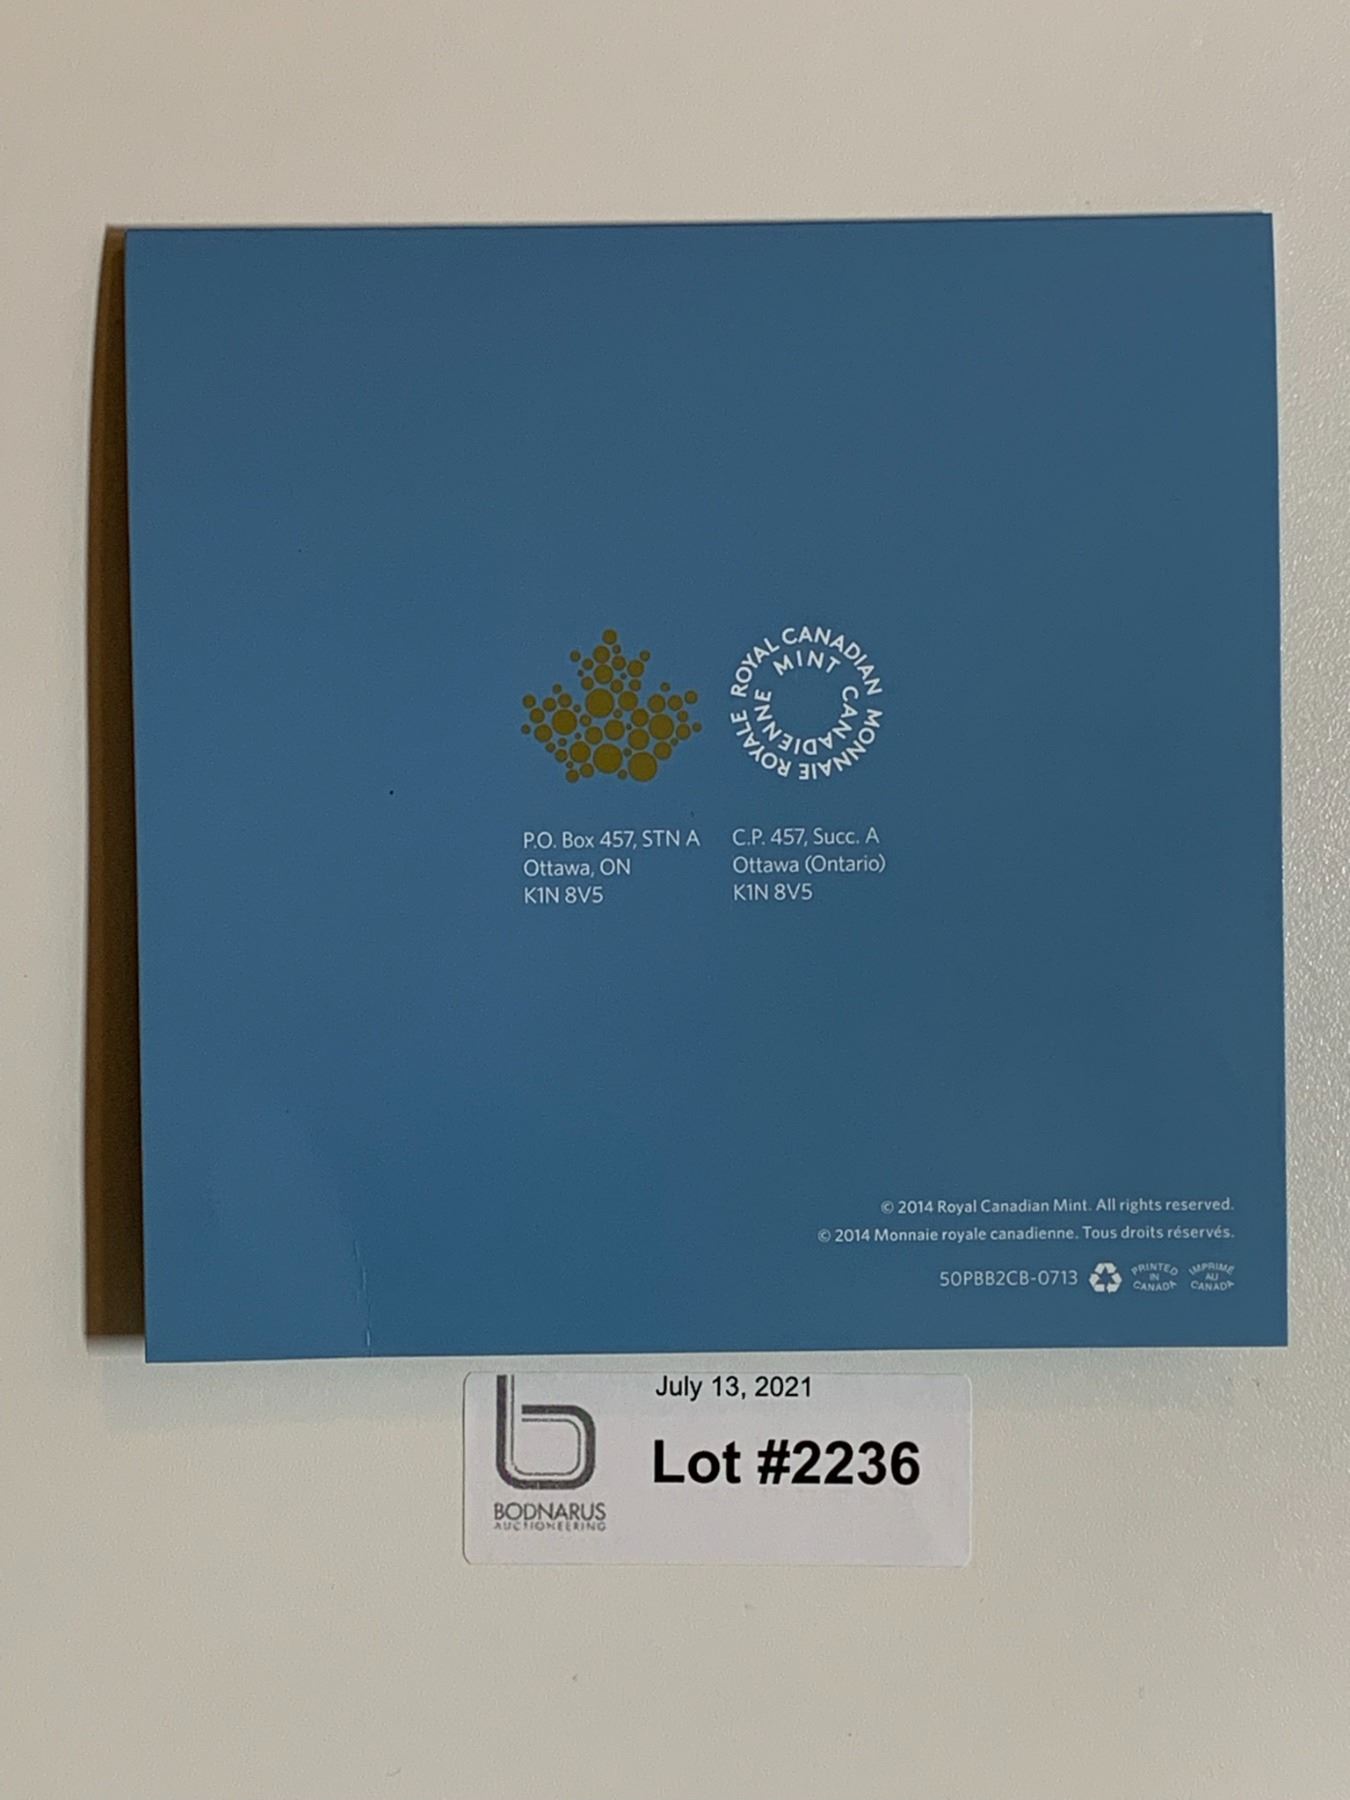 ROYAL CANADIAN MINT
MONNAIE ROYALE CANADIENNE
P.O. Box 457, STN A
Ottawa, ON
K1N 8V5
C.P. 457, Succ. A
Ottawa (Ontario)
K1N 8V5
© 2014 Royal Canadian Mint. All rights reserved.
© 2014 Monnaie royale canadienne. Tous droits réservés.
50PBB2CB-0713
PRINTED
IN
CANADA
IMPRIMÉ
AU
CANADA
July 13, 2021
Lot #2236
BODNARUS
AUCTIONEERING